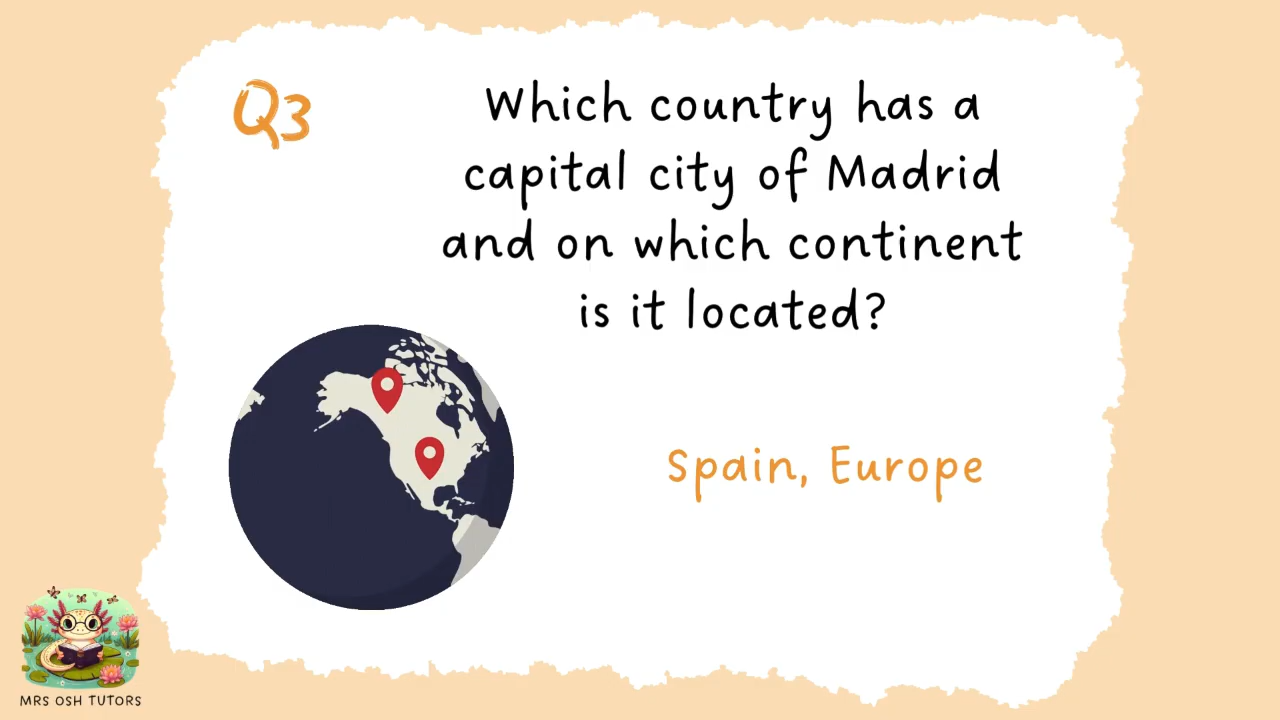 Q3
Which country has a
capital city of Madrid
and on which continent
is it located?
Spain, Europe
MRS OSH TUTORS